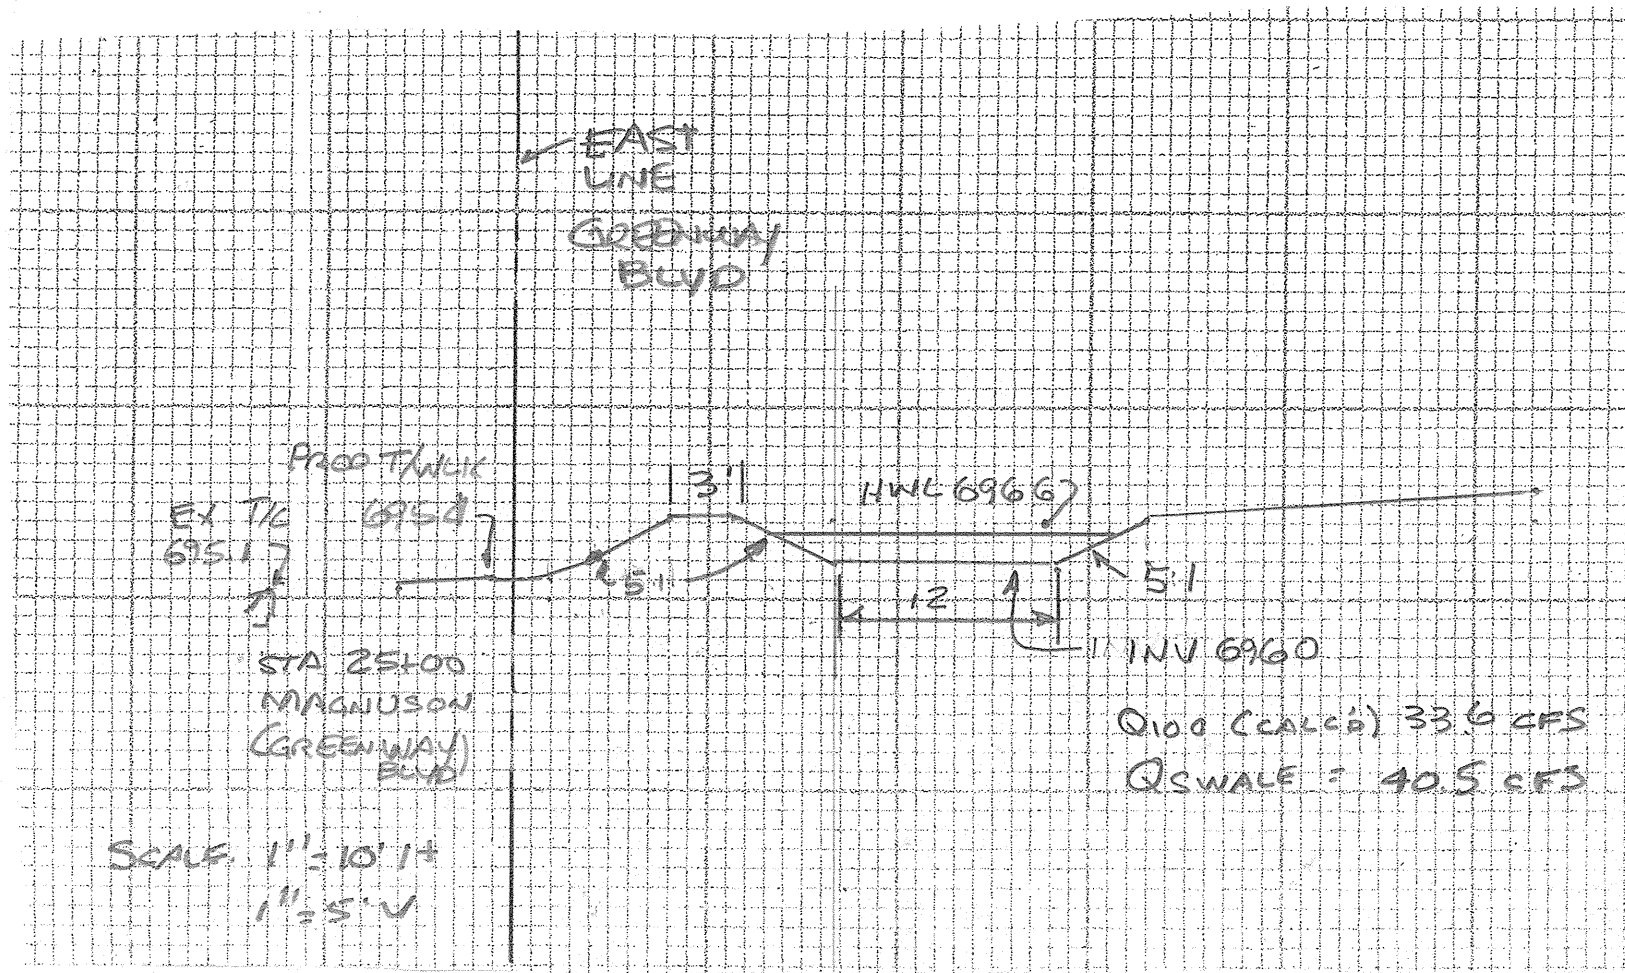 EAST
LINE
GREENWAY
BLVD
PROP T/WLK
6954
EX T/C
695.1
3'
HWL 6966
5:1
5:1
12
INV 6960
STA 25+00
MAGNUSON
(GREENWAY
BLVD)
Q100 (CALC'D) 33.6 CFS
QSWALE = 40.5 CFS
SCALE 1"=10' H
1"=5' V